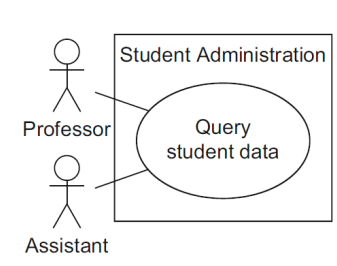 Student Administration
Professor
Query
student data
Assistant